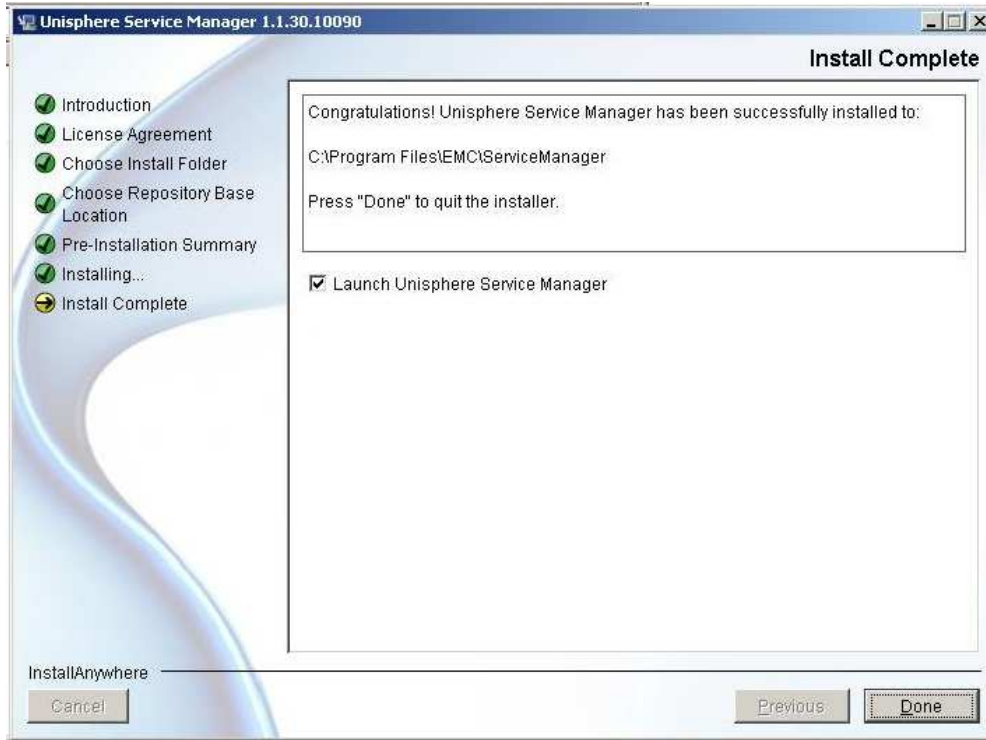 Unisphere Service Manager 1.1.30.10090
Install Complete
Introduction
License Agreement
Choose Install Folder
Choose Repository Base
Location
Pre-Installation Summary
Installing...
Install Complete
Congratulations! Unisphere Service Manager has been successfully installed to:
C:\Program Files\EMC\ServiceManager
Press "Done" to quit the installer.
Launch Unisphere Service Manager
InstallAnywhere
Cancel
Previous
Done